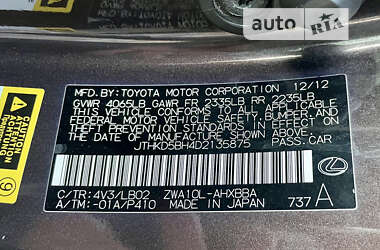 AUTO RIA
MFD.BY:TOYOTA MOTOR CORPORATION 12/12
GVWR 4065LB GAWR FR 2335LB RR 2235LB
THIS VEHICLE CONFORMS TO ALL APPLICABLE
FEDERAL MOTOR VEHICLE SAFETY, BUMPER, AND
THEFT PREVENTION STANDARDS IN EFFECT ON
THE DATE OF MANUFACTURE SHOWN ABOVE.
JTHKD5BH4D2135875 PASS.CAR
C/TR:4V3/LB02 ZWA10L-AHXBBA
A/TM:-01A/P410 MADE IN JAPAN 737 A